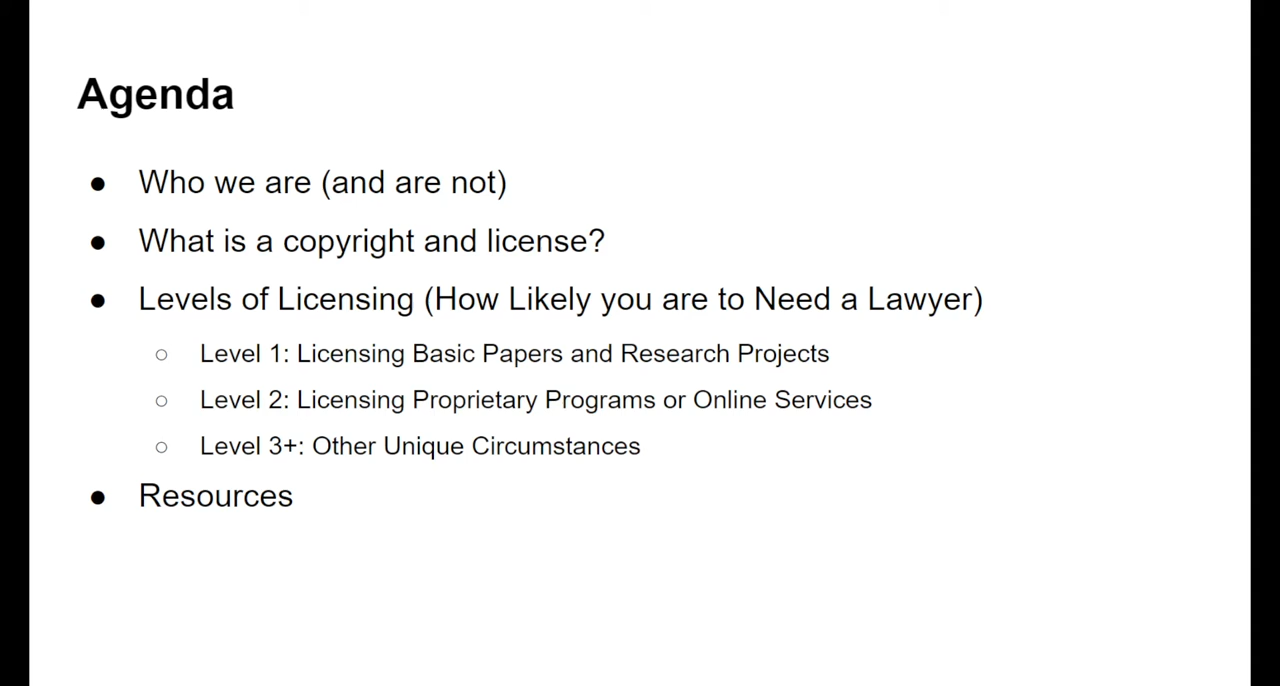 Agenda
● Who we are (and are not)
● What is a copyright and license?
● Levels of Licensing (How Likely you are to Need a Lawyer)
○ Level 1: Licensing Basic Papers and Research Projects
○ Level 2: Licensing Proprietary Programs or Online Services
○ Level 3+: Other Unique Circumstances
● Resources